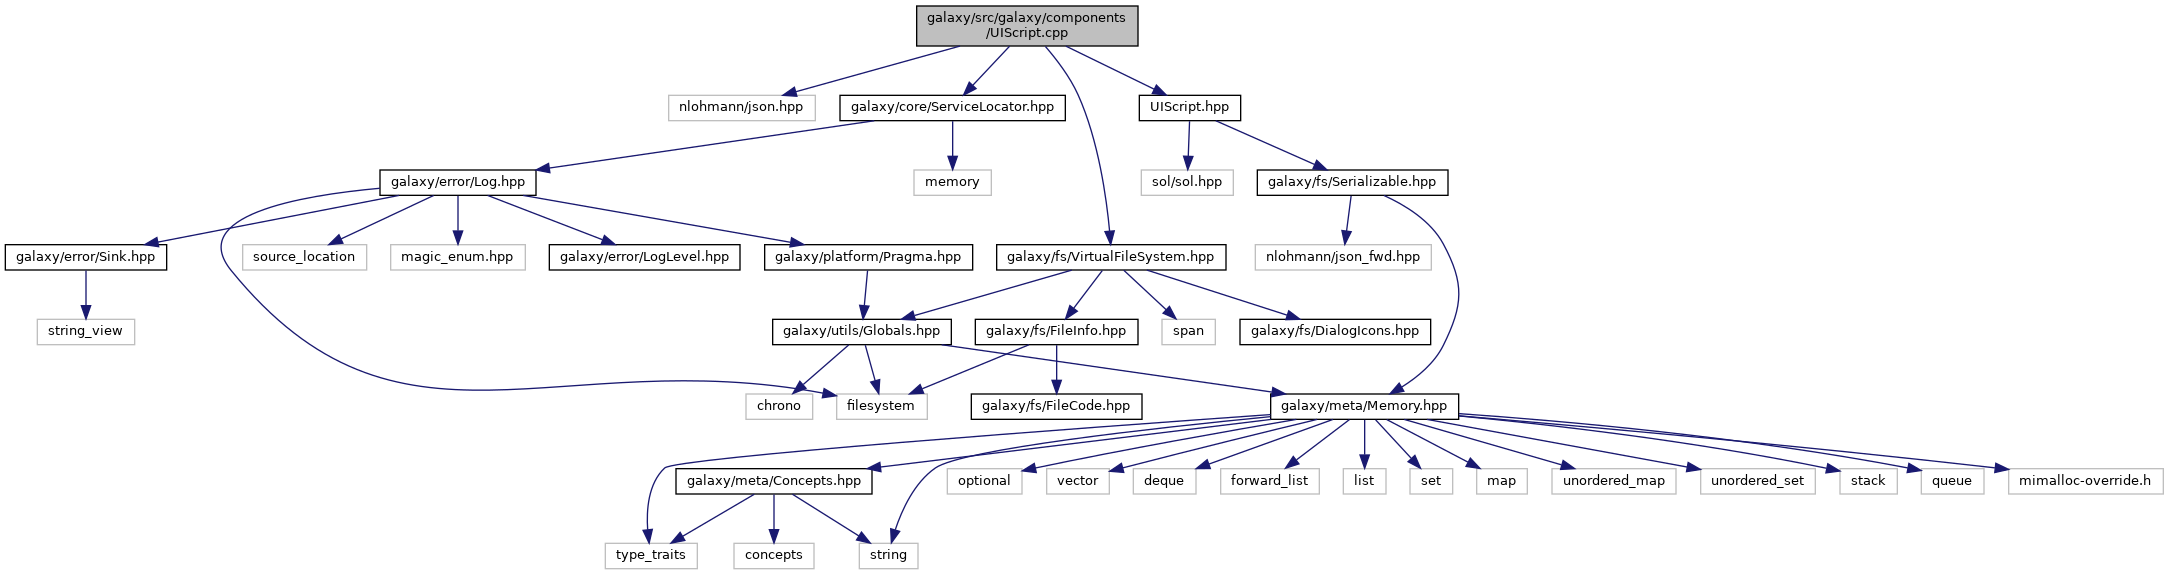 galaxy/src/galaxy/components
/UIScript.cpp
nlohmann/json.hpp
galaxy/core/ServiceLocator.hpp
UIScript.hpp
galaxy/error/Log.hpp
memory
sol/sol.hpp
galaxy/fs/Serializable.hpp
galaxy/error/Sink.hpp
source_location
magic_enum.hpp
galaxy/error/LogLevel.hpp
galaxy/platform/Pragma.hpp
galaxy/fs/VirtualFileSystem.hpp
nlohmann/json_fwd.hpp
string_view
galaxy/utils/Globals.hpp
galaxy/fs/FileInfo.hpp
span
galaxy/fs/DialogIcons.hpp
chrono
filesystem
galaxy/fs/FileCode.hpp
galaxy/meta/Memory.hpp
galaxy/meta/Concepts.hpp
optional
vector
deque
forward_list
list
set
map
unordered_map
unordered_set
stack
queue
mimalloc-override.h
type_traits
concepts
string